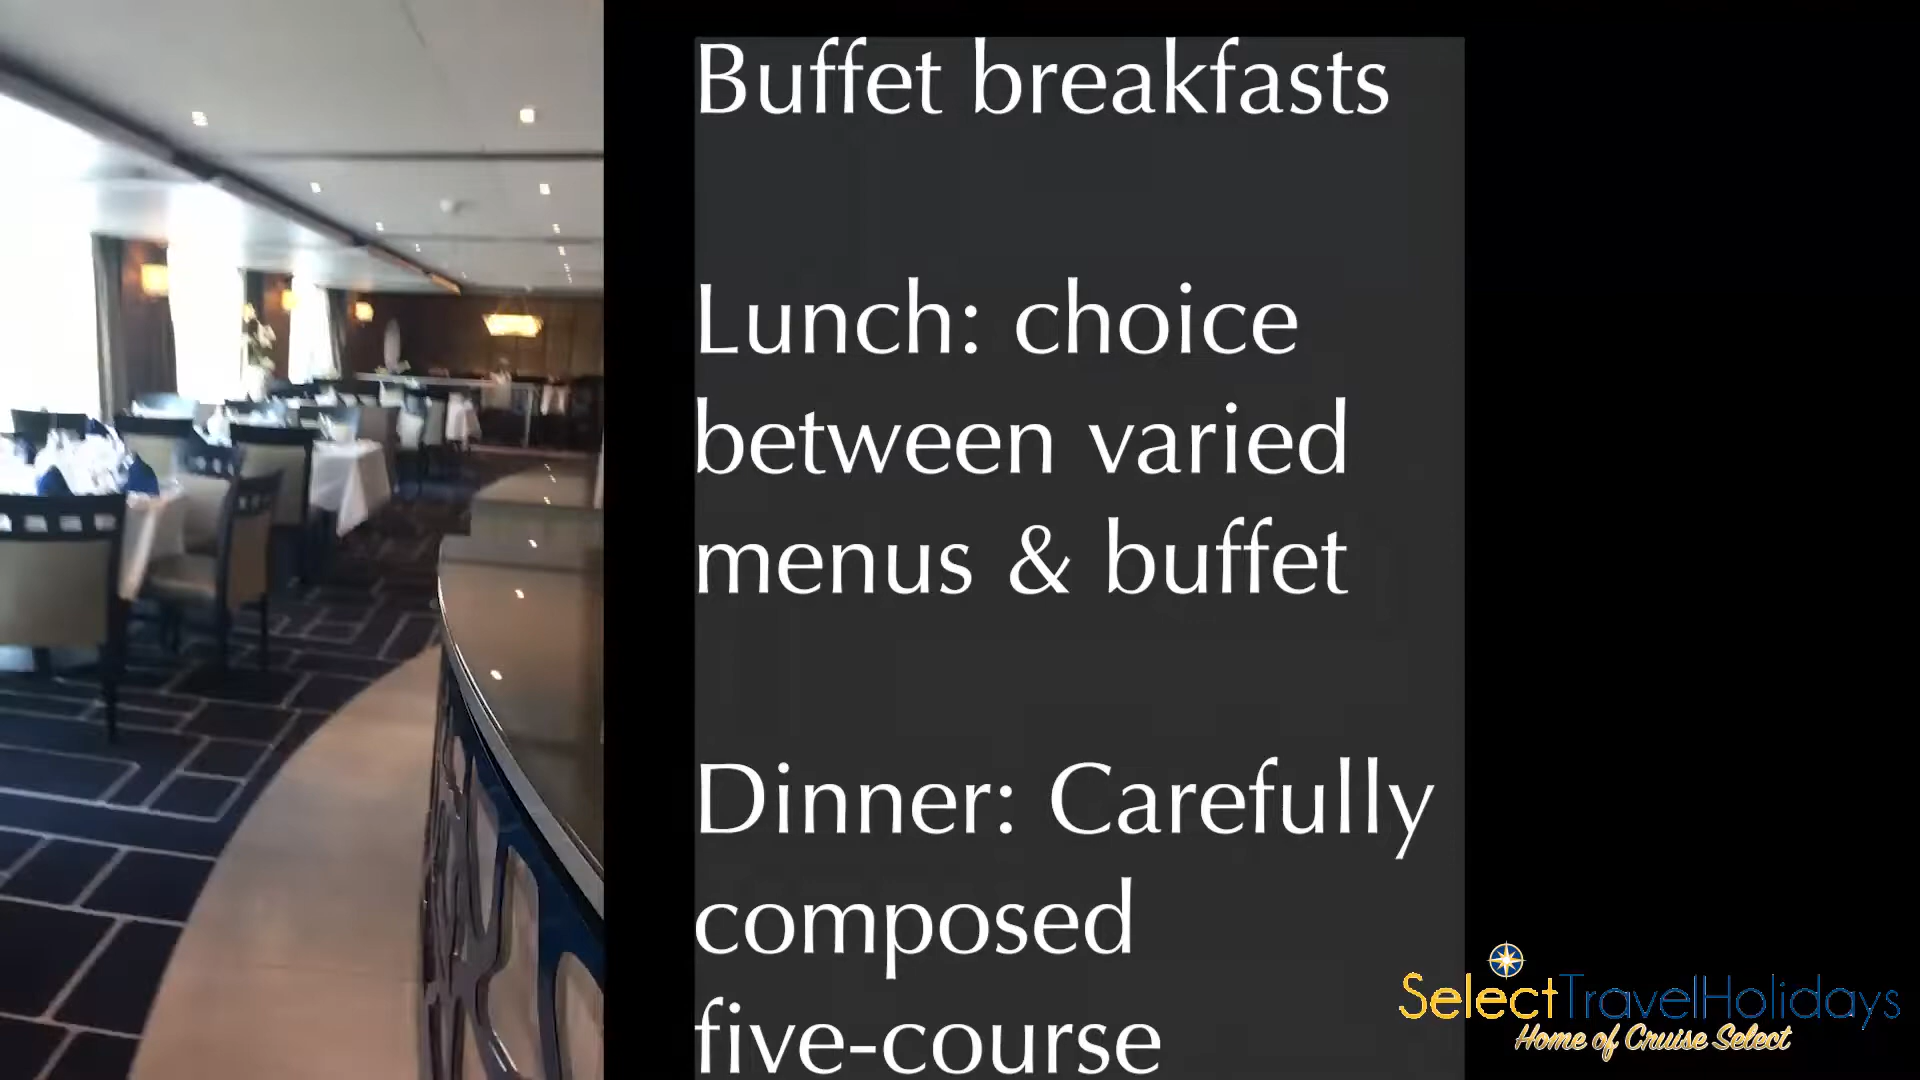 Buffet breakfasts
Lunch: choice
between varied
menus & buffet
Dinner: Carefully
composed
five-course
SelectTravelHolidays
Home of Cruise Select